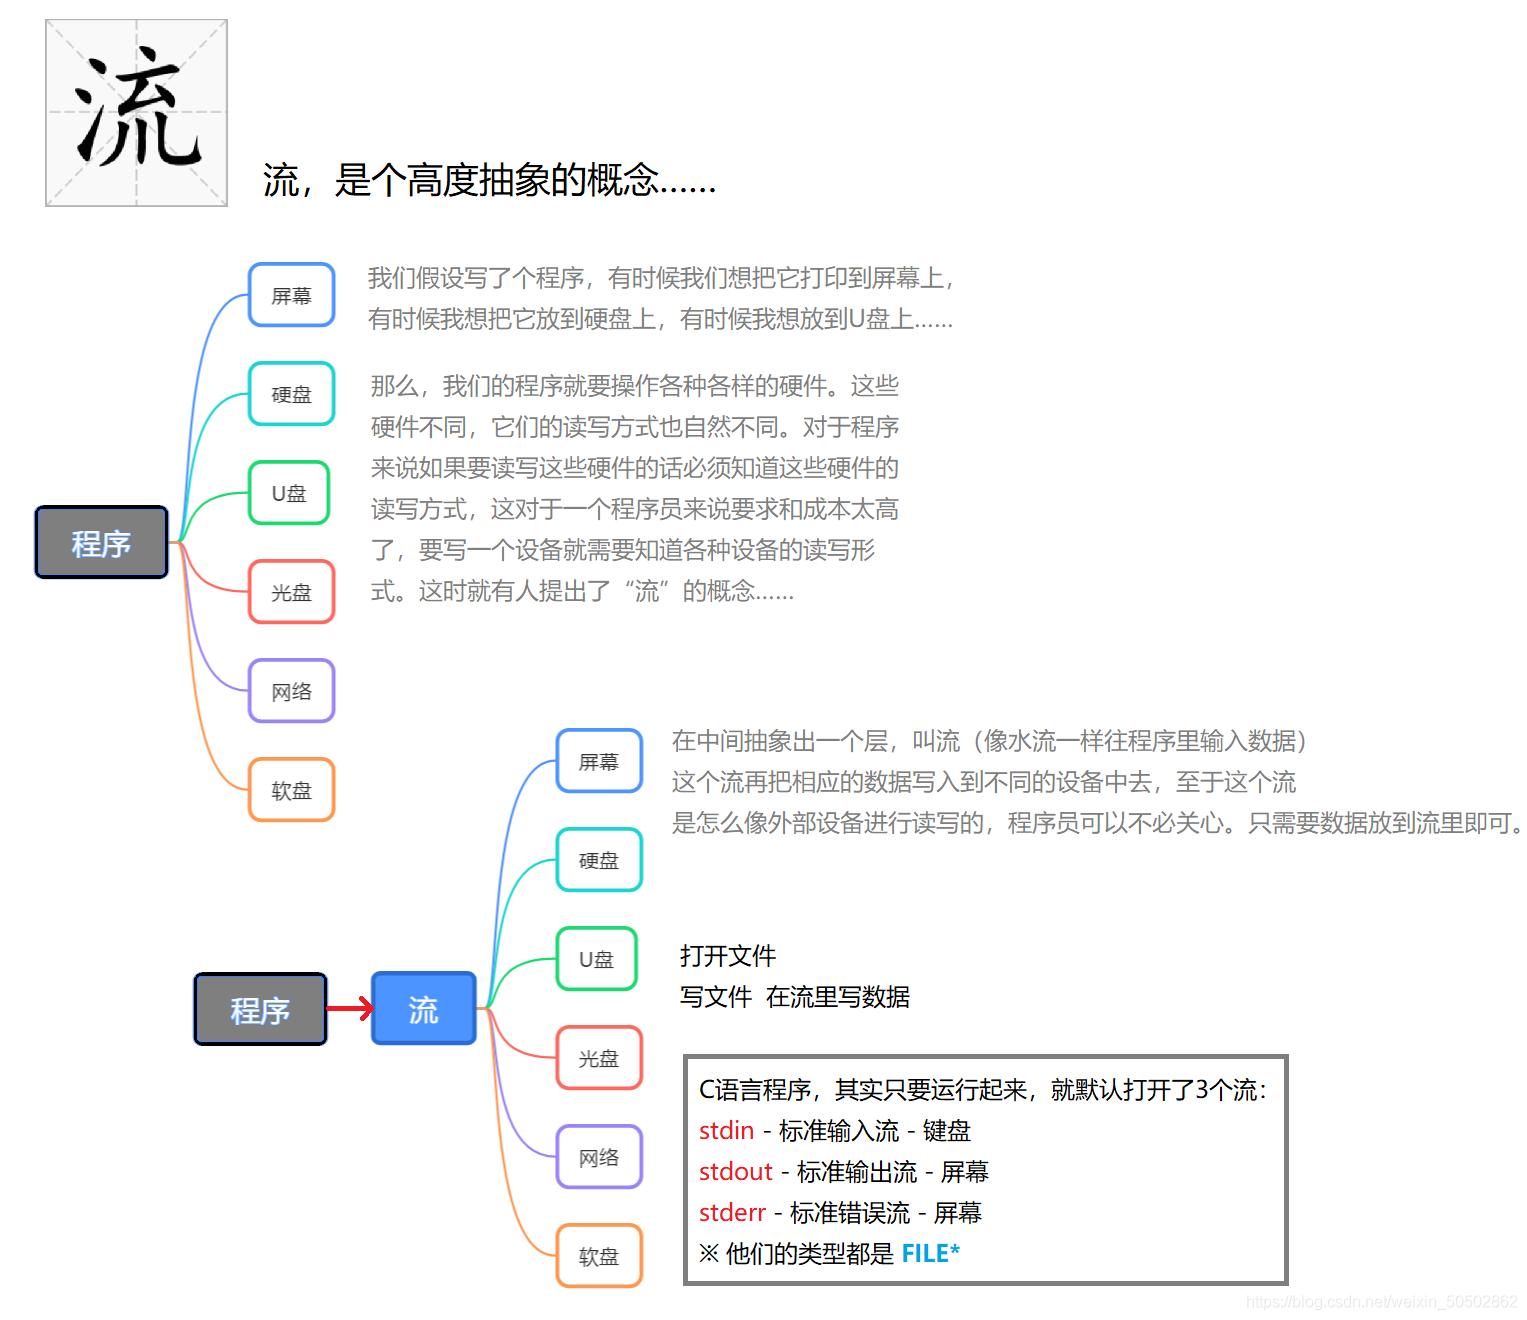 流
流，是个高度抽象的概念……
程序
屏幕
硬盘
U盘
光盘
网络
软盘
我们假设写了个程序，有时候我们想把它打印到屏幕上，
有时候我想把它放到硬盘上，有时候我想放到U盘上……
那么，我们的程序就要操作各种各样的硬件。这些
硬件不同，它们的读写方式也自然不同。对于程序
来说如果要读写这些硬件的话必须知道这些硬件的
读写方式，这对于一个程序员来说要求和成本太高
了，要写一个设备就需要知道各种设备的读写形
式。这时就有人提出了“流”的概念……
程序
流
屏幕
硬盘
U盘
光盘
网络
软盘
在中间抽象出一个层，叫流（像水流一样往程序里输入数据）
这个流再把相应的数据写入到不同的设备中去，至于这个流
是怎么像外部设备进行读写的，程序员可以不必关心。只需要数据放到流里即可。
打开文件
写文件 在流里写数据
C语言程序，其实只要运行起来，就默认打开了3个流：
stdin - 标准输入流 - 键盘
stdout - 标准输出流 - 屏幕
stderr - 标准错误流 - 屏幕
※ 他们的类型都是 FILE*
https://blog.csdn.net/weixin_50502862